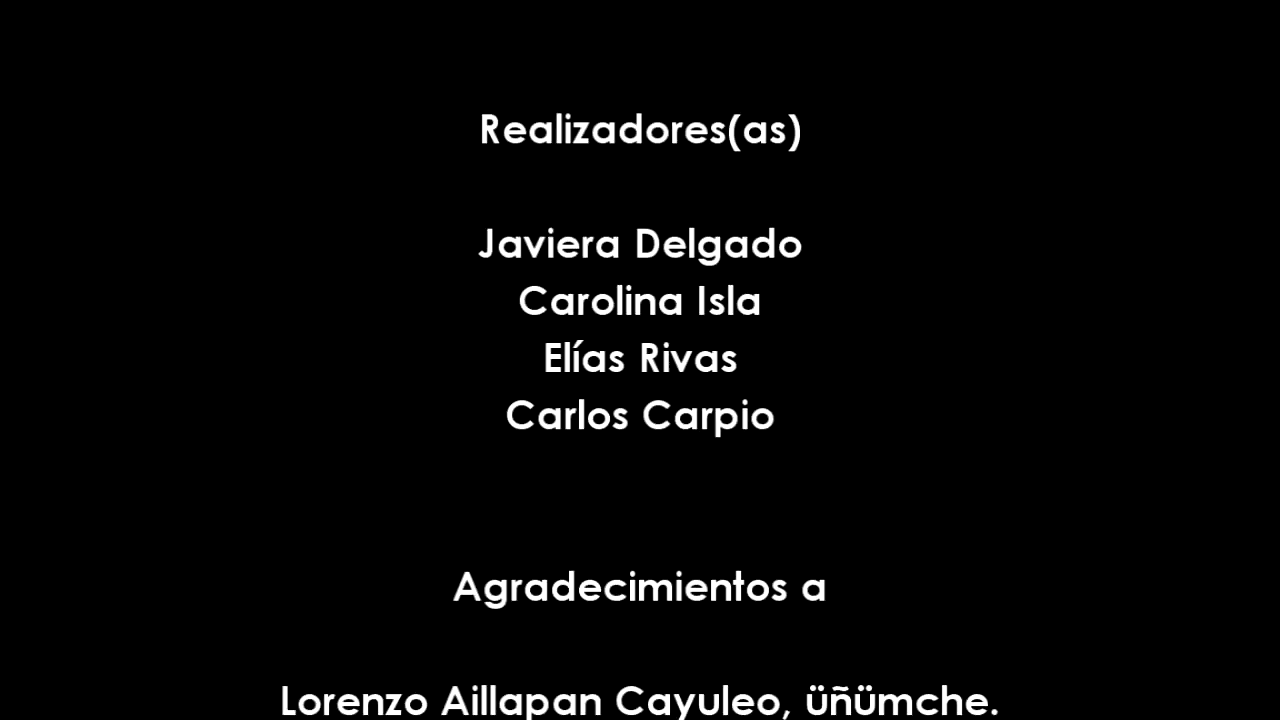 Realizadores(as)
Javiera Delgado
Carolina Isla
Elías Rivas
Carlos Carpio
Agradecimientos a
Lorenzo Aillapan Cayuleo, üñümche.